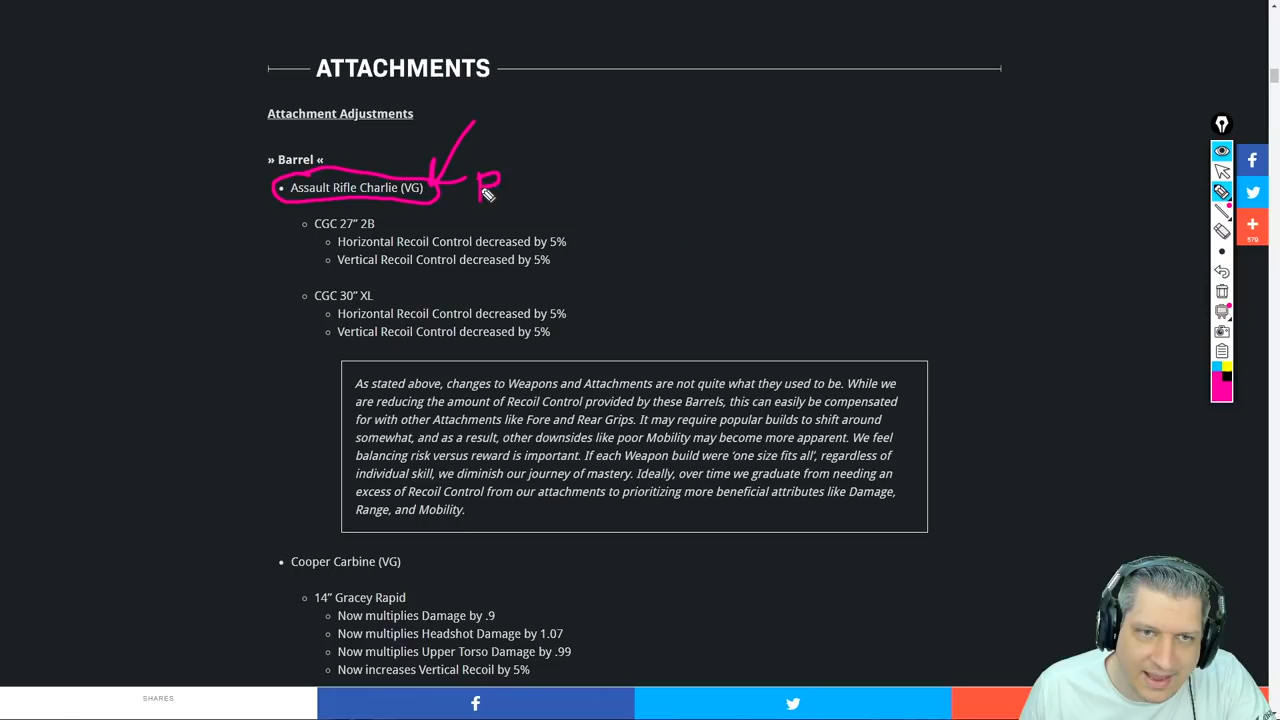 ATTACHMENTS
Attachment Adjustments
» Barrel «
• Assault Rifle Charlie (VG)
P
CGC 27” 2B
Horizontal Recoil Control decreased by 5%
Vertical Recoil Control decreased by 5%
CGC 30” XL
Horizontal Recoil Control decreased by 5%
Vertical Recoil Control decreased by 5%
As stated above, changes to Weapons and Attachments are not quite what they used to be. While we
are reducing the amount of Recoil Control provided by these Barrels, this can easily be compensated
for with other Attachments like Fore and Rear Grips. It may require popular builds to shift around
somewhat, and as a result, other downsides like poor Mobility may become more apparent. We feel
balancing risk versus reward is important. If each Weapon build were ‘one size fits all’, regardless of
individual skill, we diminish our journey of mastery. Ideally, over time we graduate from needing an
excess of Recoil Control from our attachments to prioritizing more beneficial attributes like Damage,
Range, and Mobility.
• Cooper Carbine (VG)
14” Gracey Rapid
Now multiplies Damage by .9
Now multiplies Headshot Damage by 1.07
Now multiplies Upper Torso Damage by .99
Now increases Vertical Recoil by 5%
579
SHARES